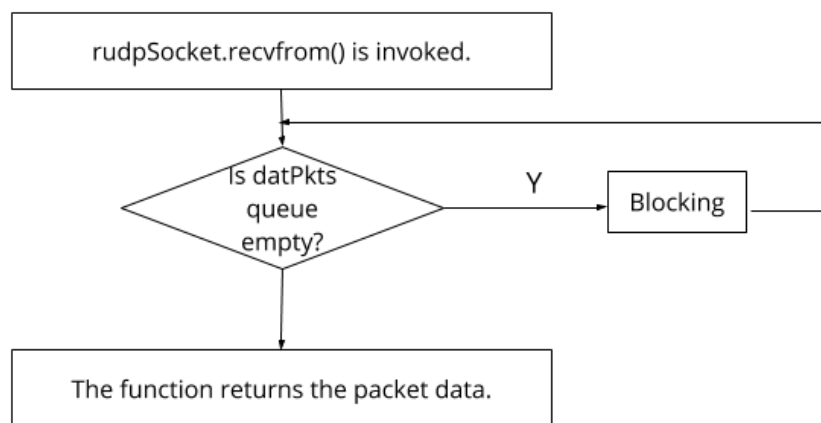 rudpSocket.recvfrom() is invoked.
Is datPkts
queue
empty?
Y
Blocking
The function returns the packet data.